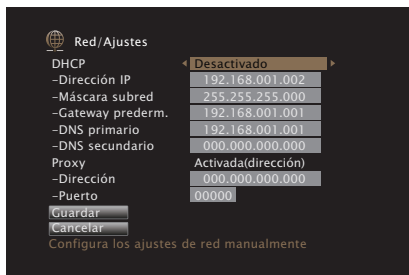 Red/Ajustes
DHCP Desactivado
-Dirección IP 192.168.001.002
-Máscara subred 255.255.255.000
-Gateway prederm. 192.168.001.001
-DNS primario 192.168.001.001
-DNS secundario 000.000.000.000
Proxy Activada(dirección)
-Dirección 000.000.000.000
-Puerto 00000
Guardar
Cancelar
Configura los ajustes de red manualmente